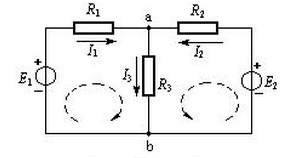 R₁
a
R₂
I₁
I₂
+
E₁
−
I₃
R₃
+
E₂
−
b